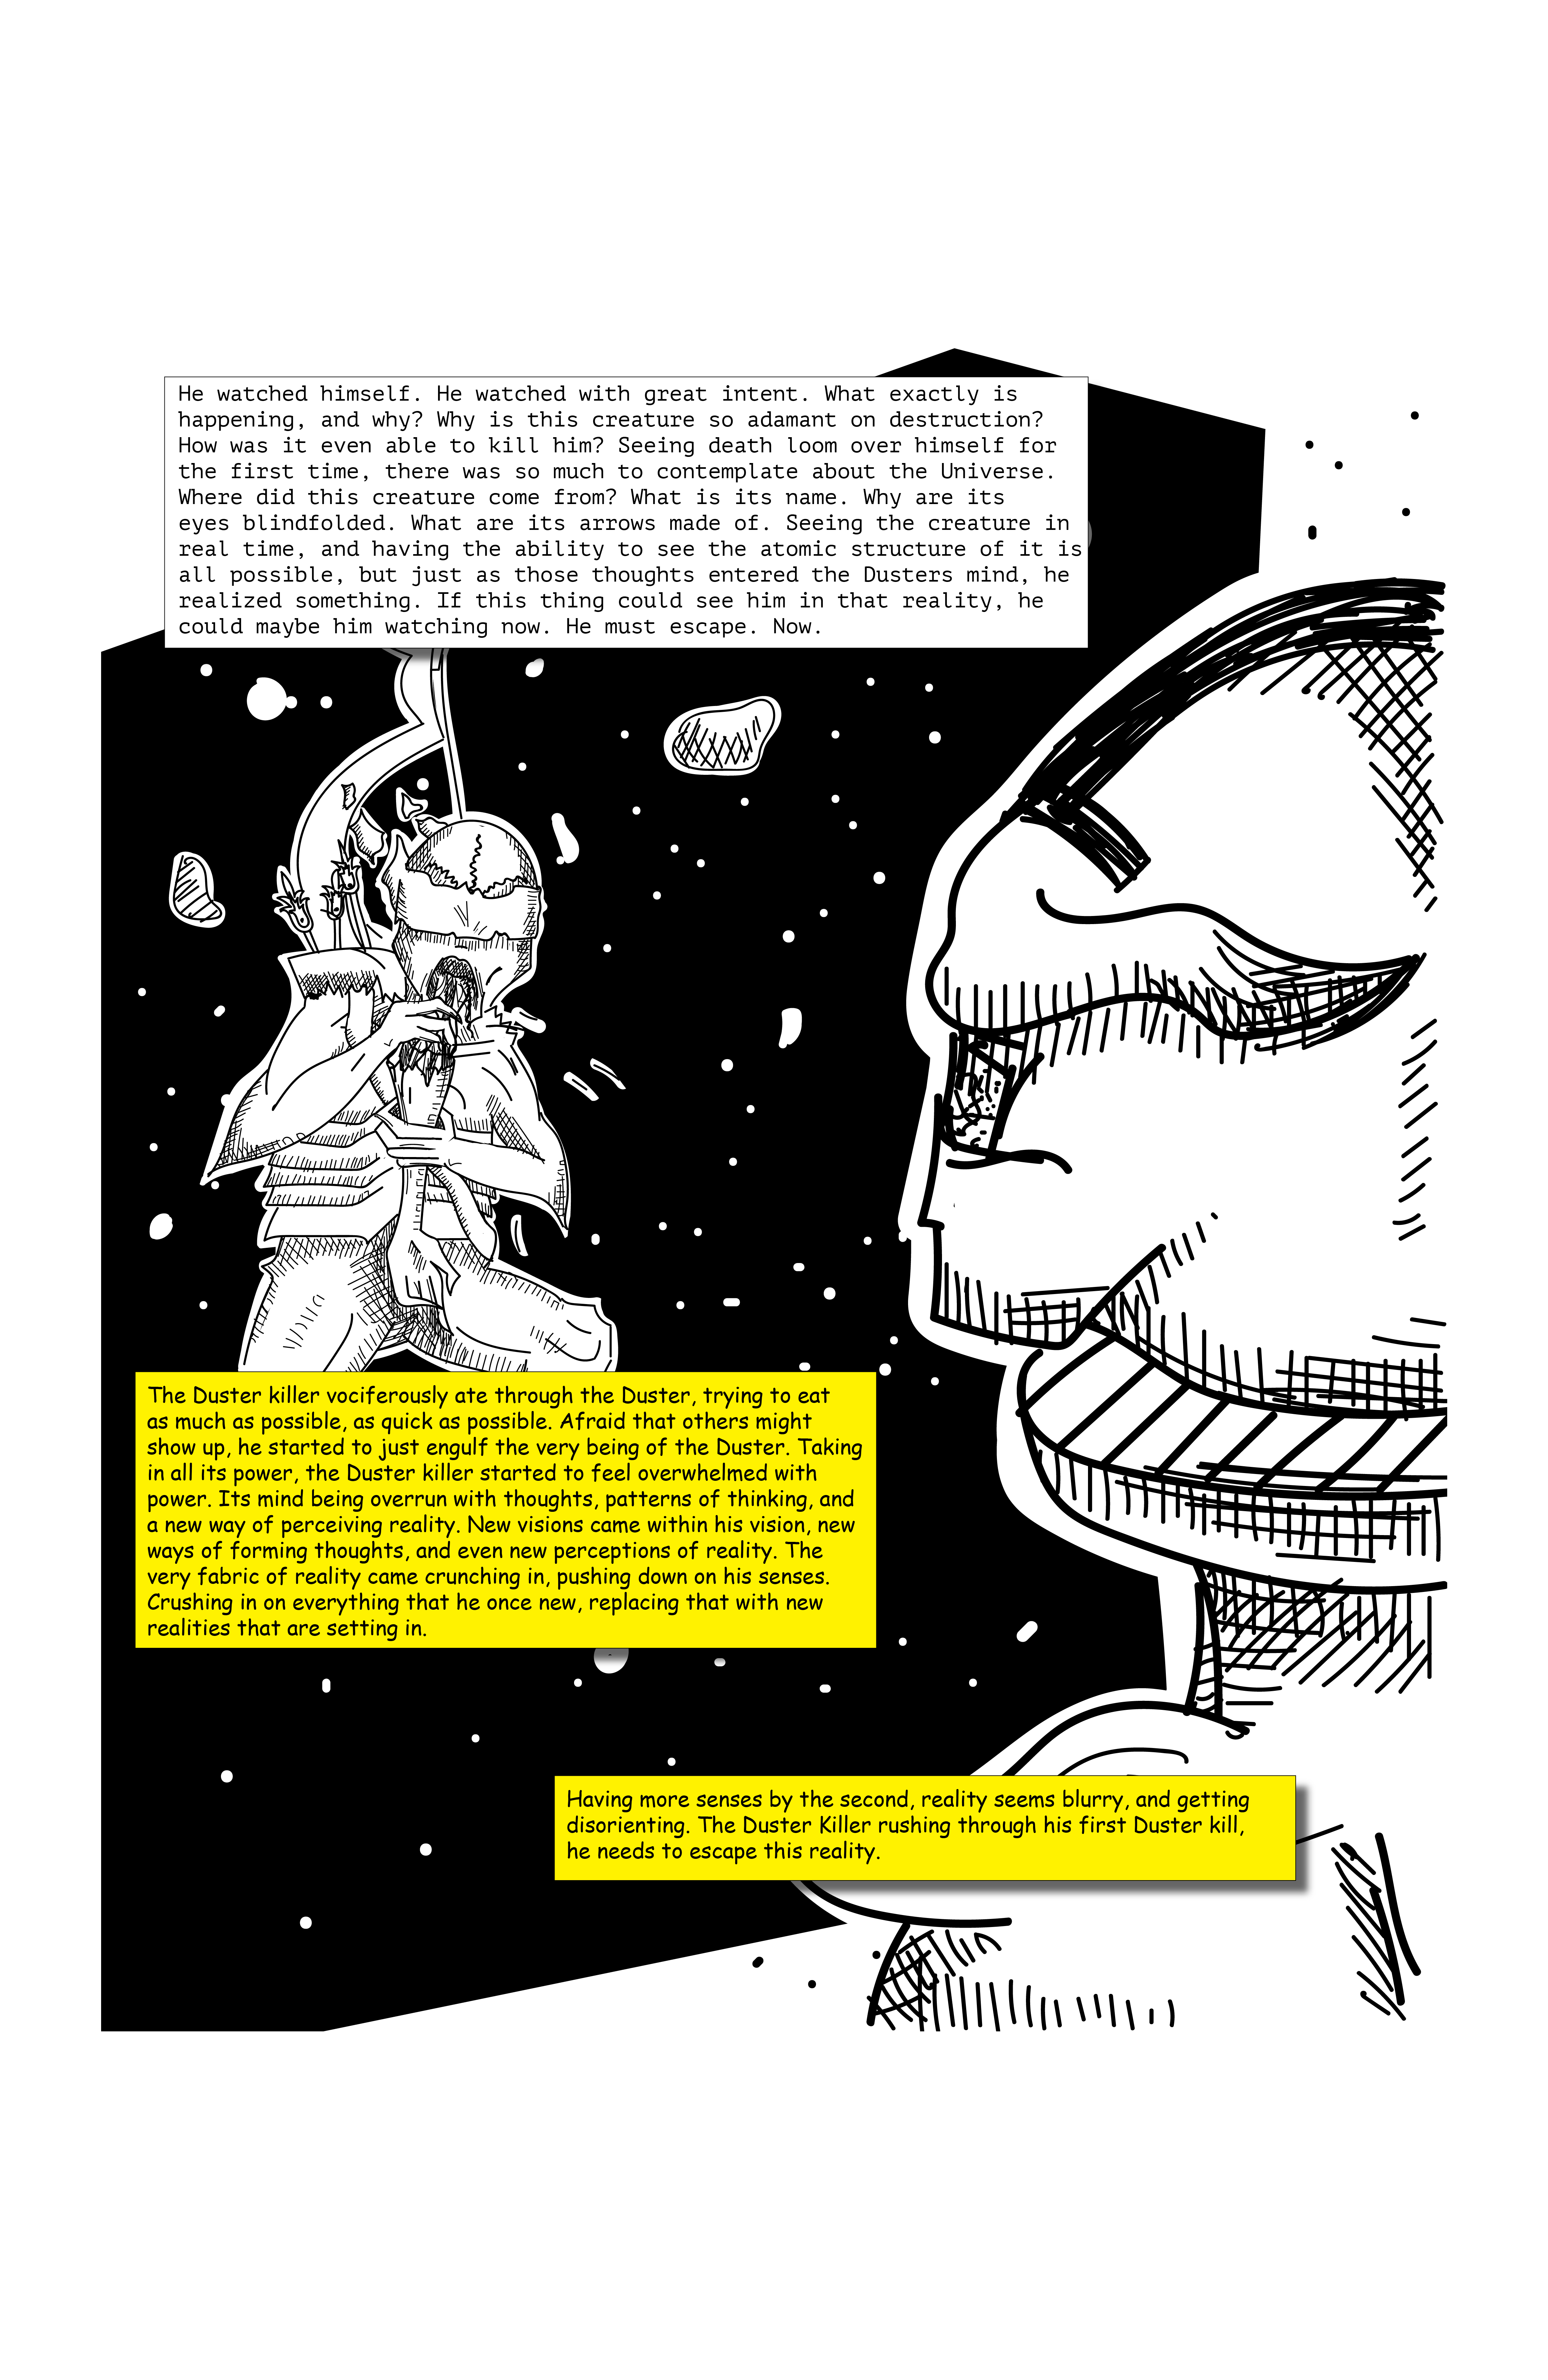 He watched himself. He watched with great intent. What exactly is
happening, and why? Why is this creature so adamant on destruction?
How was it even able to kill him? Seeing death loom over himself for
the first time, there was so much to contemplate about the Universe.
Where did this creature come from? What is its name. Why are its
eyes blindfolded. What are its arrows made of. Seeing the creature in
real time, and having the ability to see the atomic structure of it is
all possible, but just as those thoughts entered the Dusters mind, he
realized something. If this thing could see him in that reality, he
could maybe him watching now. He must escape. Now.
The Duster killer vociferously ate through the Duster, trying to eat
as much as possible, as quick as possible. Afraid that others might
show up, he started to just engulf the very being of the Duster. Taking
in all its power, the Duster killer started to feel overwhelmed with
power. Its mind being overrun with thoughts, patterns of thinking, and
a new way of perceiving reality. New visions came within his vision, new
ways of forming thoughts, and even new perceptions of reality. The
very fabric of reality came crunching in, pushing down on his senses.
Crushing in on everything that he once new, replacing that with new
realities that are setting in.
Having more senses by the second, reality seems blurry, and getting
disorienting. The Duster Killer rushing through his first Duster kill,
he needs to escape this reality.